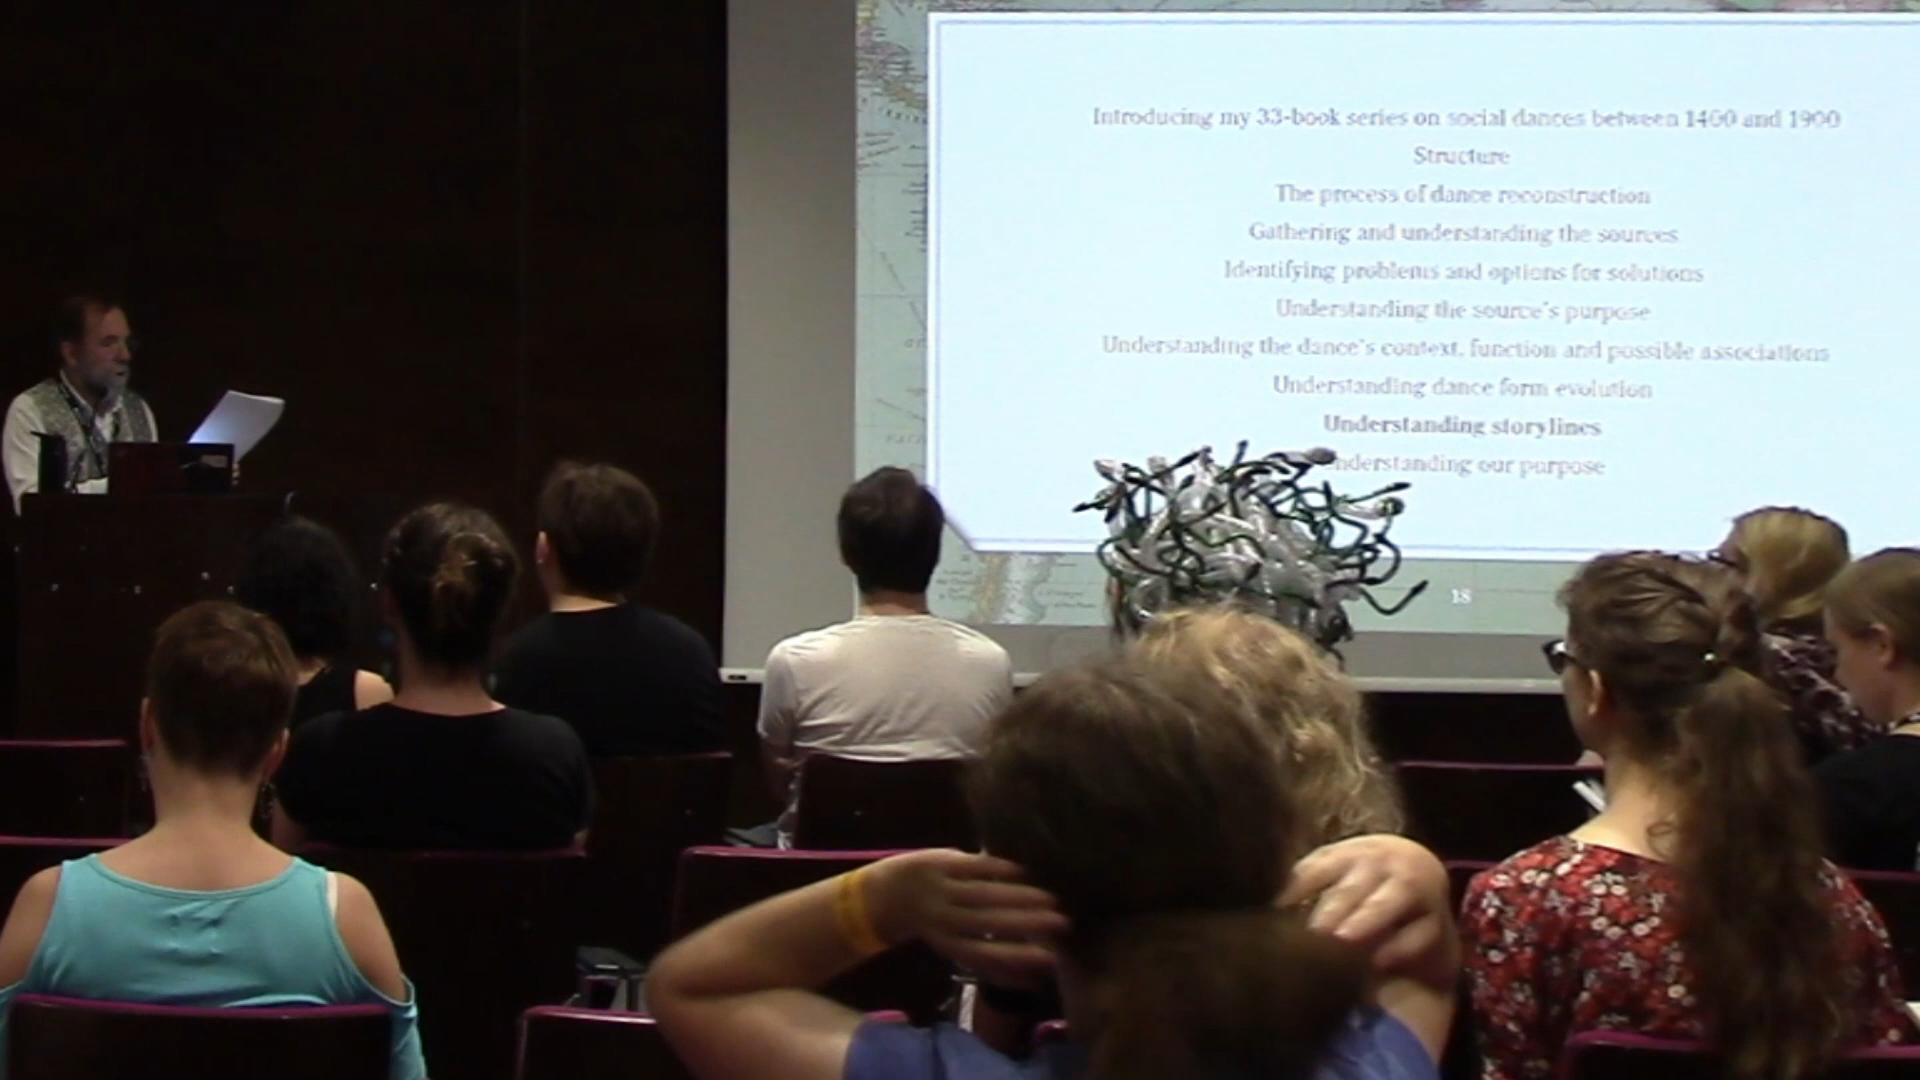 Introducing my 33-book series on social dances between 1400 and 1900
Structure
The process of dance reconstruction
Gathering and understanding the sources
Identifying problems and options for solutions
Understanding the source's purpose
Understanding the dance's context, function and possible associations
Understanding dance form evolution
Understanding storylines
nderstanding our purpose
18